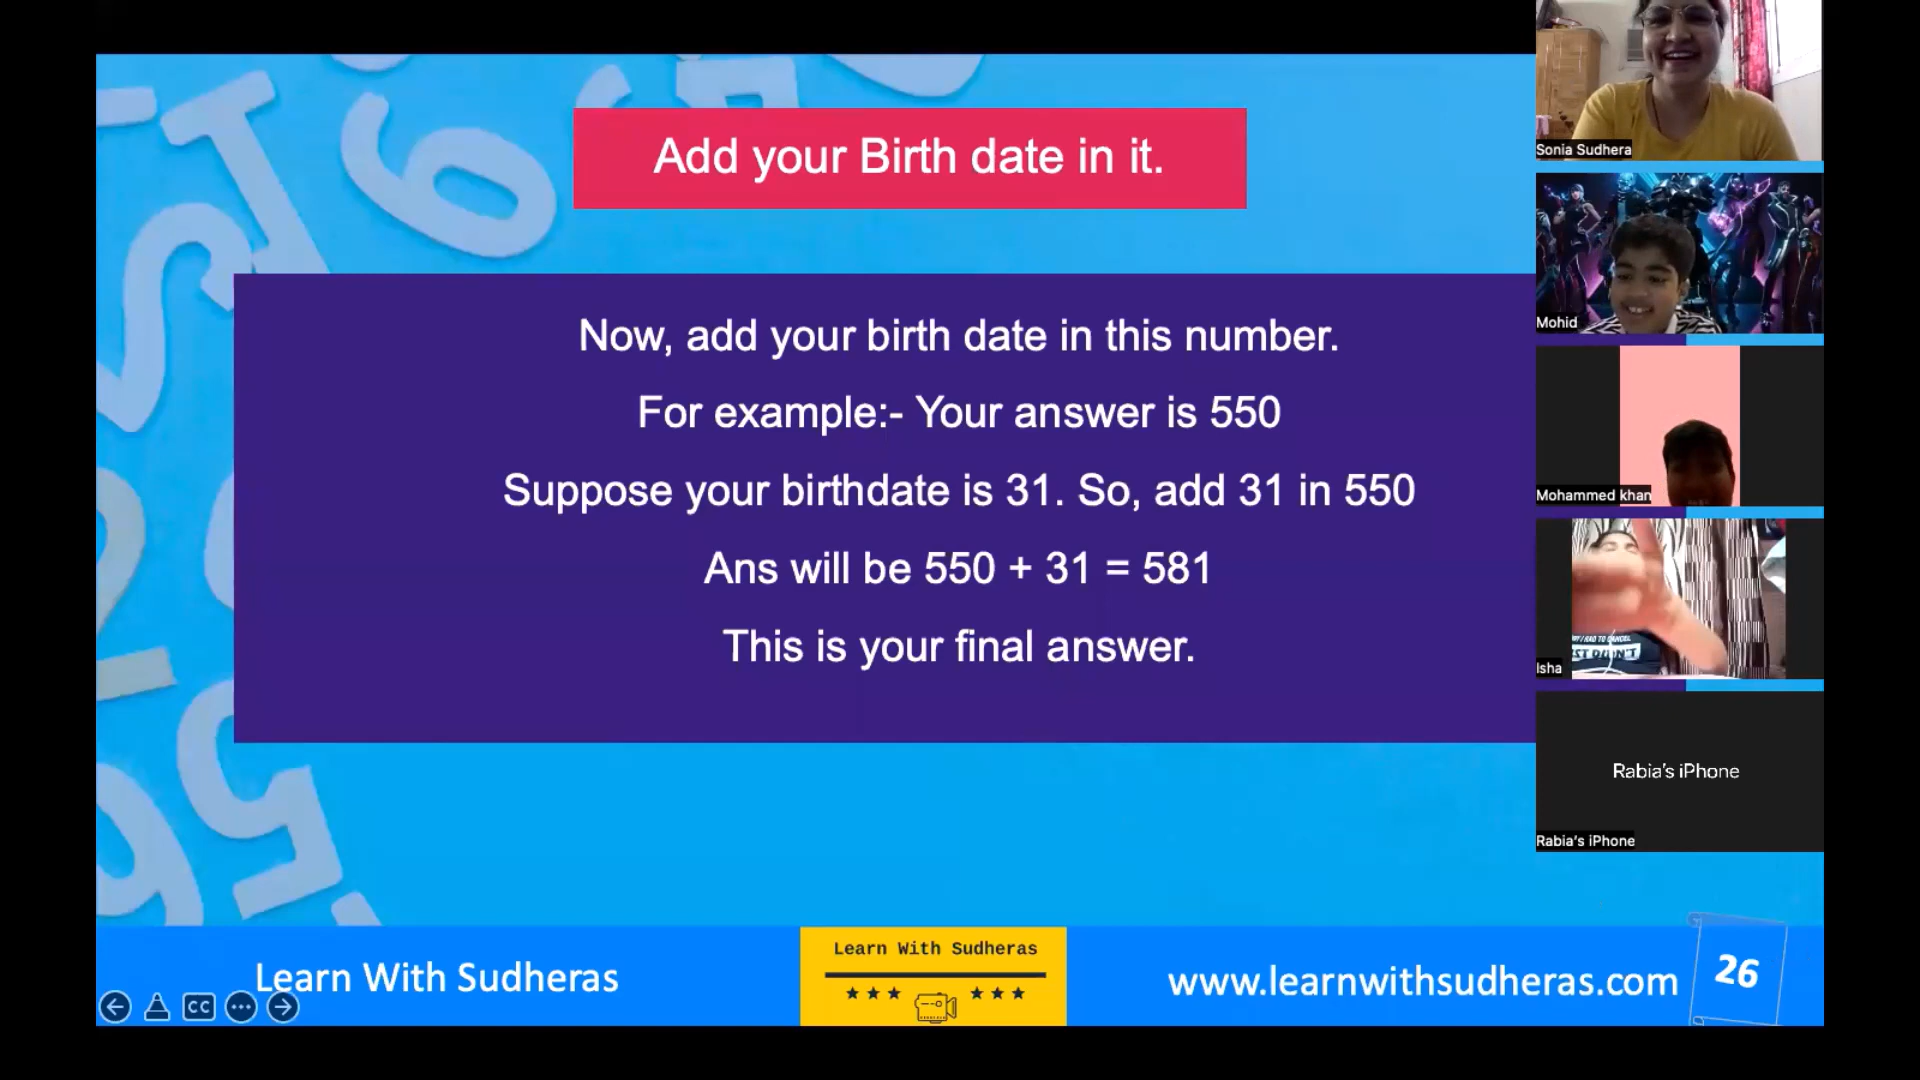 Add your Birth date in it.
Now, add your birth date in this number.
For example:- Your answer is 550
Suppose your birthdate is 31. So, add 31 in 550
Ans will be 550 + 31 = 581
This is your final answer.
Sonia Sudhera
Mohid
Mohammed khan
Isha
Rabia's iPhone
Rabia's iPhone
Learn With Sudheras
CC
Learn With Sudheras
www.learnwithsudheras.com
26